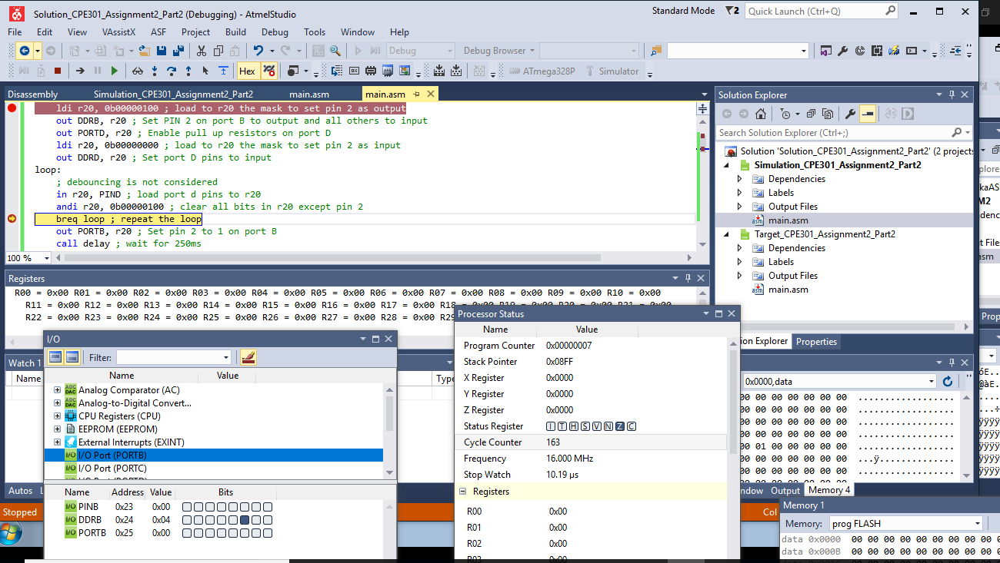 Solution_CPE301_Assignment2_Part2 (Debugging) - AtmelStudio
Standard Mode
2
Quick Launch (Ctrl+Q)
File Edit View VAssistX ASF Project Build Debug Tools Window Help
Debug
Debug Browser
Hex
ATmega328P
Simulator
Disassembly
Simulation_CPE301_Assignment2_Part2
main.asm
main.asm
ldi r20, 0b00000100 ; load to r20 the mask to set pin 2 as output
out DDRB, r20 ; Set PIN 2 on port B to output and all others to input
out PORTD, r20 ; Enable pull up resistors on port D
ldi r20, 0b00000000 ; load to r20 the mask to set pin 2 as input
out DDRD, r20 ; Set port D pins to input
loop:
; debouncing is not considered
in r20, PIND ; load port d pins to r20
andi r20, 0b00000100 ; clear all bits in r20 except pin 2
breq loop ; repeat the loop
out PORTB, r20 ; Set pin 2 to 1 on port B
call delay ; wait for 250ms
100 %
Solution Explorer
Search Solution Explorer (Ctrl+;)
Solution 'Solution_CPE301_Assignment2_Part2' (2 projects
Simulation_CPE301_Assignment2_Part2
Dependencies
Labels
Output Files
main.asm
Target_CPE301_Assignment2_Part2
Dependencies
Labels
Output Files
main.asm
Registers
R00 = 0x00 R01 = 0x00 R02 = 0x00 R03 = 0x00 R04 = 0x00 R05 = 0x00 R06 = 0x00 R07 = 0x00 R08 = 0x00 R09 = 0x00 R10 = 0x00
R11 = 0x00 R12 = 0x00 R13 = 0x00 R14 = 0x00 R15 = 0x00 R16 = 0x00 R17 = 0x00 R18
R22 = 0x00 R23 = 0x00 R24 = 0x00 R25 = 0x00 R26 = 0x00 R27 = 0x00 R28 = 0x00 R29
Watch 1
Name
Type
Autos
Stopped
I/O
Filter:
Name Value
Analog Comparator (AC)
Analog-to-Digital Convert...
CPU Registers (CPU)
EEPROM (EEPROM)
External Interrupts (EXINT)
I/O Port (PORTB)
I/O Port (PORTC)
Name Address Value Bits
PINB 0x23 0x00
DDRB 0x24 0x04
PORTB 0x25 0x00
Processor Status
Name Value
Program Counter 0x00000007
Stack Pointer 0x08FF
X Register 0x0000
Y Register 0x0000
Z Register 0x0000
Status Register I T H S V N Z C
Cycle Counter 163
Frequency 16.000 MHz
Stop Watch 10.19 µs
Registers
R00 0x00
R01 0x00
R02 0x00
R03 0x00
ion Explorer
Properties
0x0000,data
00 00 00 00 00 00 00 ...............
00 00 00 00 00 00 00 ...............
00 00 00 00 00 00 00 ...............
00 00 00 00 00 00 00 ...............
00 01 00 00 00 00 00 ...............
00 00 00 00 00 00 00 ...ÿ...........
00 00 00 00 00 00 00 ...............
ndow Output Memory 4
Col
Memory 1
Memory: prog FLASH
data 0x0000 00 00 00 00 00 00 00 00 00 00
data 0x000B 00 00 00 00 00 00 00 00 00 00